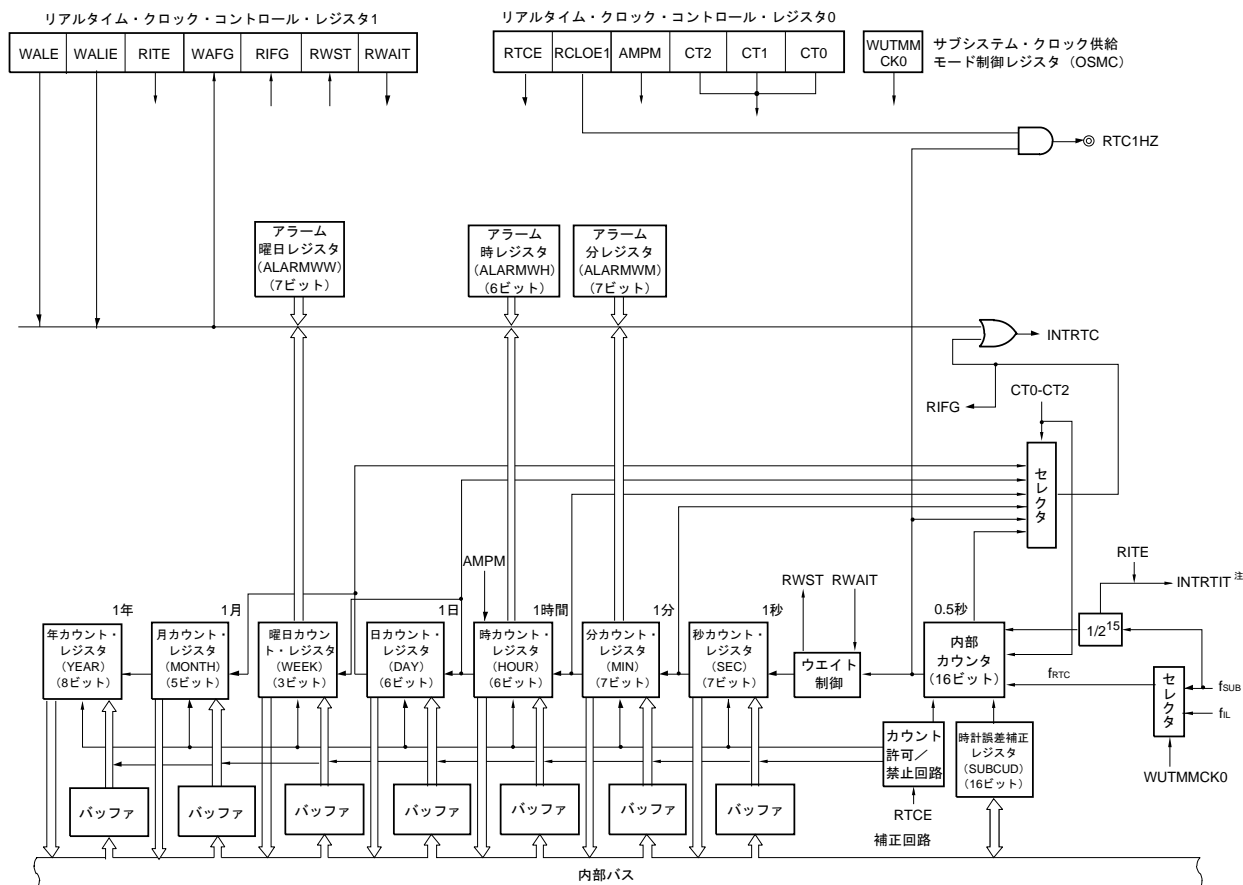 リアルタイム・クロック・コントロール・レジスタ1
リアルタイム・クロック・コントロール・レジスタ0
WALE WALIE RITE WAFG RIFG RWST RWAIT
RTCE RCLOE1 AMPM CT2 CT1 CT0
WUTMM
CK0
サブシステム・クロック供給
モード制御レジスタ (OSMC)
RTC1HZ
アラーム
曜日レジスタ
(ALARMWW)
(7ビット)
アラーム
時レジスタ
(ALARMWH)
(6ビット)
アラーム
分レジスタ
(ALARMWM)
(7ビット)
INTRTC
RIFG
CT0-CT2
セレクタ
AMPM
RWST RWAIT
RITE
INTRTIT 注
1年
1月
1日
1時間
1分
1秒
0.5秒
年カウント・
レジスタ
(YEAR)
(8ビット)
月カウント・
レジスタ
(MONTH)
(5ビット)
曜日カウン
ト・レジスタ
(WEEK)
(3ビット)
日カウント・
レジスタ
(DAY)
(6ビット)
時カウント・
レジスタ
(HOUR)
(6ビット)
分カウント・
レジスタ
(MIN)
(7ビット)
秒カウント・
レジスタ
(SEC)
(7ビット)
ウエイト
制御
内部
カウンタ
(16ビット)
1/2¹⁵
fRTC
セレクタ
fSUB
fIL
WUTMMCK0
カウント
許可/
禁止回路
時計誤差補正
レジスタ
(SUBCUD)
(16ビット)
RTCE
補正回路
バッファ バッファ バッファ バッファ バッファ バッファ バッファ
内部バス